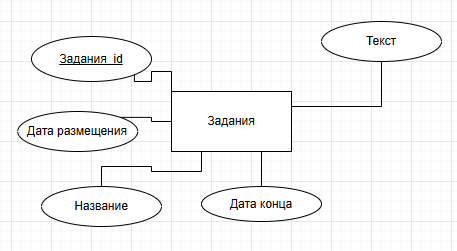 Текст
Задания_id
Задания
Дата размещения
Название
Дата конца